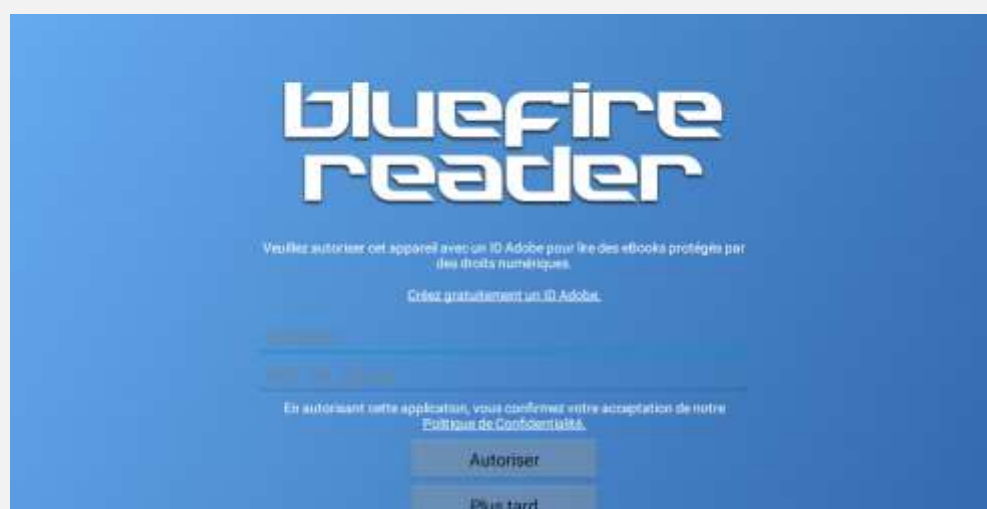 bluefire
reader
Veuillez autoriser cet appareil avec un ID Adobe pour lire des eBooks protégés par
des droits numériques.
Créez gratuitement un ID Adobe.
En autorisant cette application, vous confirmez votre acceptation de notre
Politique de Confidentialité.
Autoriser
Plus tard